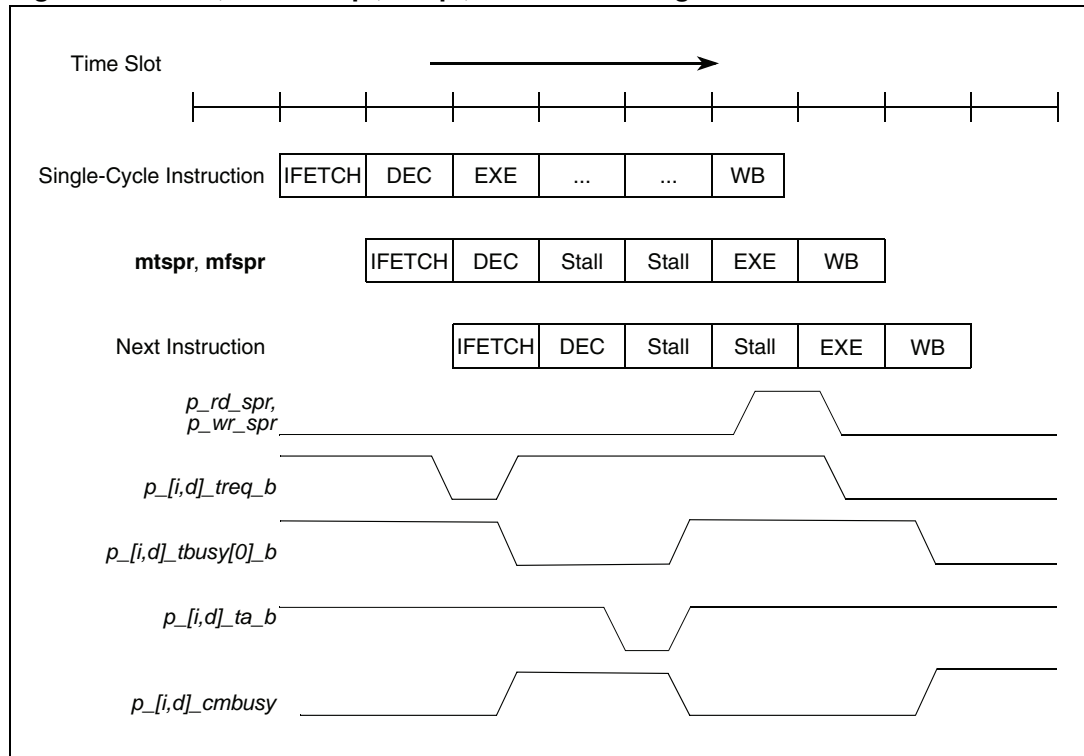 Time Slot
Single-Cycle Instruction IFETCH DEC EXE ... ... WB
mtspr, mfspr IFETCH DEC Stall Stall EXE WB
Next Instruction IFETCH DEC Stall Stall EXE WB
p_rd_spr,
p_wr_spr
p_[i,d]_treq_b
p_[i,d]_tbusy[0]_b
p_[i,d]_ta_b
p_[i,d]_cmbusy